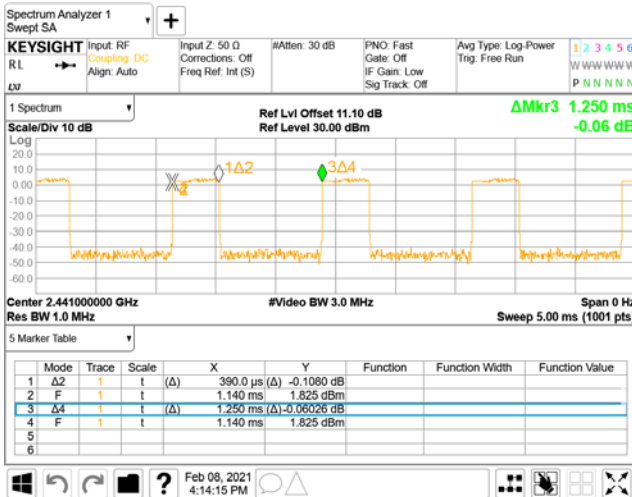 Spectrum Analyzer 1
Swept SA
KEYSIGHT Input: RF Input Z: 50 Ω #Atten: 30 dB PNO: Fast Avg Type: Log-Power 1 2 3 4 5 6
RL Coupling: DC Corrections: Off Gate: Off Trig: Free Run W W W W W W
Align: Auto Freq Ref: Int (S) IF Gain: Low
LXI Sig Track: Off P N N N N N
1 Spectrum Ref Lvl Offset 11.10 dB ΔMkr3 1.250 ms
Scale/Div 10 dB Ref Level 30.00 dBm -0.06 dB
Log
20.0 1Δ2 3Δ4
10.0
0.00
-10.0
-20.0
-30.0
-40.0
-50.0
-60.0
Center 2.441000000 GHz #Video BW 3.0 MHz Span 0 Hz
Res BW 1.0 MHz Sweep 5.00 ms (1001 pts)
5 Marker Table
Mode Trace Scale X Y Function Function Width Function Value
1 Δ2 1 t (Δ) 390.0 µs (Δ) -0.1080 dB
2 F 1 t 1.140 ms 1.825 dBm
3 Δ4 1 t (Δ) 1.250 ms (Δ) -0.06026 dB
4 F 1 t 1.140 ms 1.825 dBm
5
6
? Feb 08, 2021
4:14:15 PM